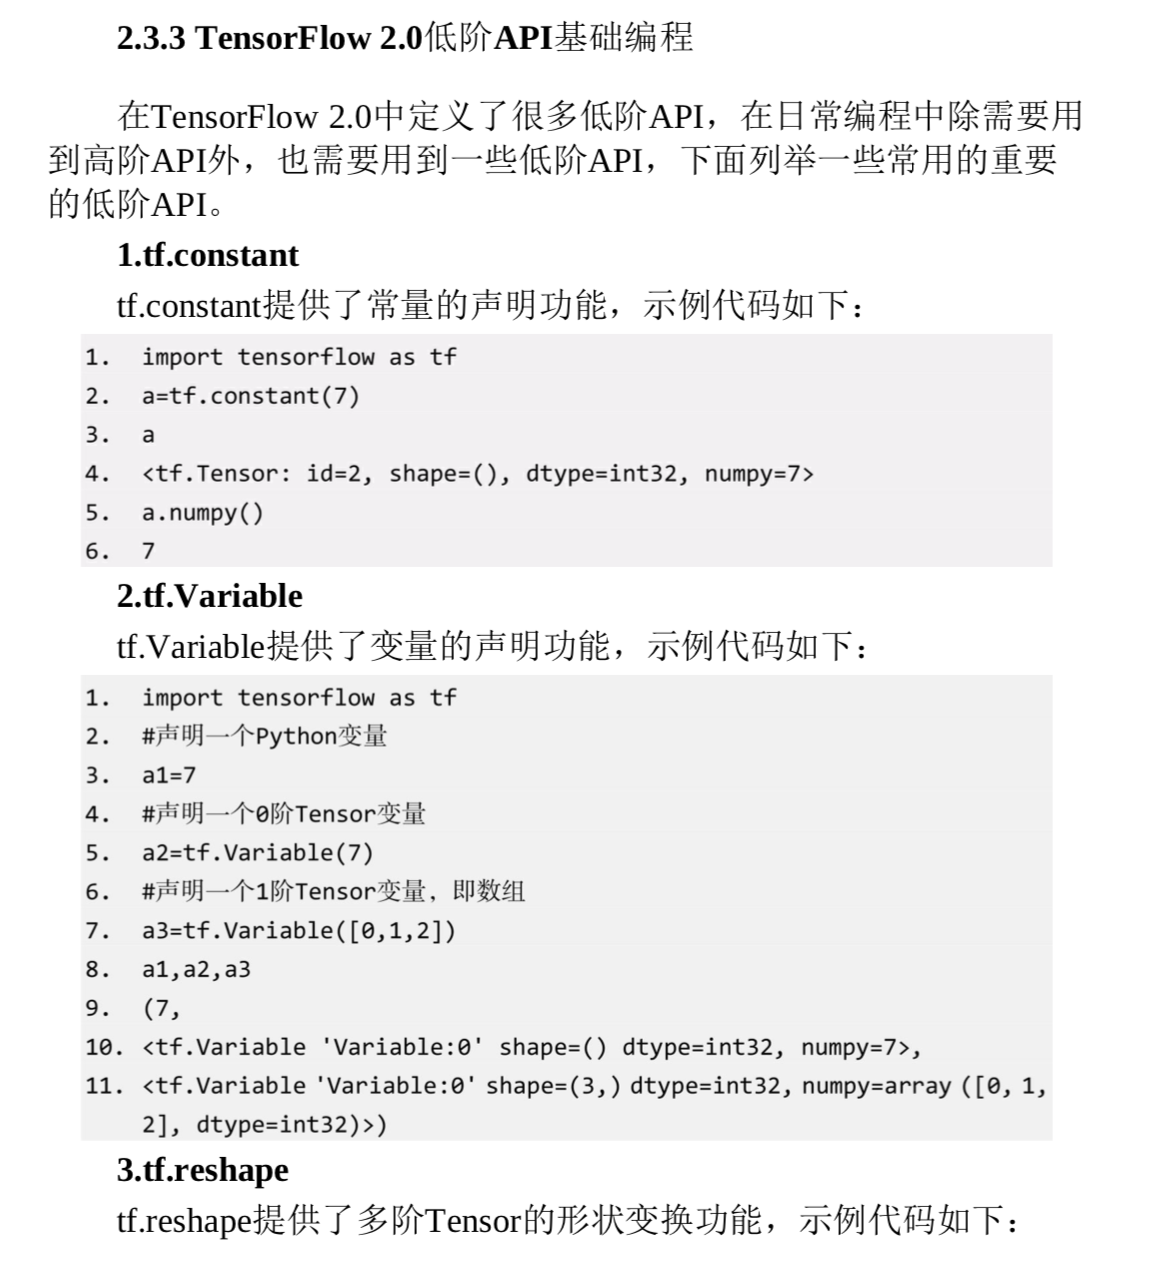 2.3.3 TensorFlow 2.0低阶API基础编程
在TensorFlow 2.0中定义了很多低阶API，在日常编程中除需要用
到高阶API外，也需要用到一些低阶API，下面列举一些常用的重要
的低阶API。
1.tf.constant
tf.constant提供了常量的声明功能，示例代码如下：
1. import tensorflow as tf
2. a=tf.constant(7)
3. a
4. <tf.Tensor: id=2, shape=(), dtype=int32, numpy=7>
5. a.numpy()
6. 7
2.tf.Variable
tf.Variable提供了变量的声明功能，示例代码如下：
1. import tensorflow as tf
2. #声明一个Python变量
3. a1=7
4. #声明一个0阶Tensor变量
5. a2=tf.Variable(7)
6. #声明一个1阶Tensor变量，即数组
7. a3=tf.Variable([0,1,2])
8. a1,a2,a3
9. (7,
10. <tf.Variable 'Variable:0' shape=() dtype=int32, numpy=7>,
11. <tf.Variable 'Variable:0' shape=(3,) dtype=int32, numpy=array ([0, 1,
2], dtype=int32)>)
3.tf.reshape
tf.reshape提供了多阶Tensor的形状变换功能，示例代码如下：